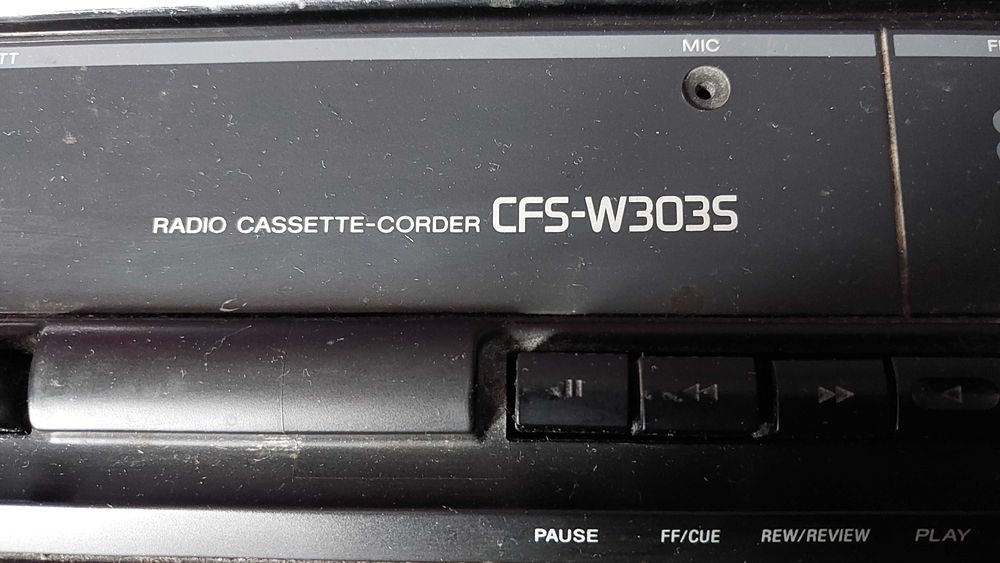 MIC
RADIO CASSETTE-CORDER CFS-W303S
PAUSE FF/CUE REW/REVIEW PLAY